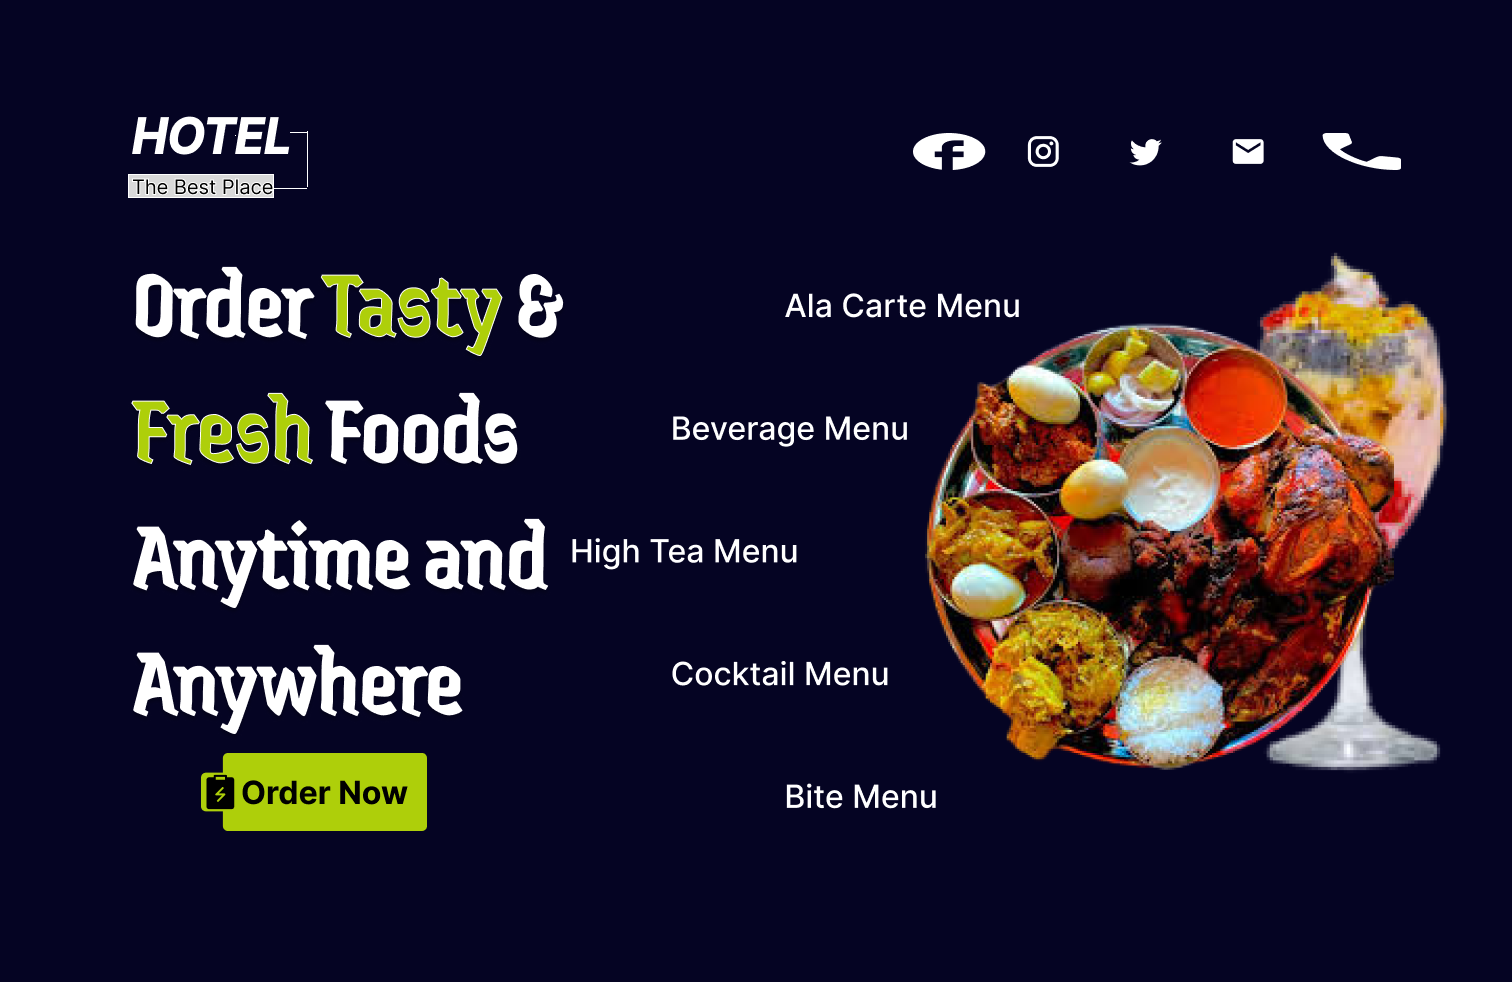 HOTEL
The Best Place
Order Tasty &
Fresh Foods
Anytime and
Anywhere
Order Now
Ala Carte Menu
Beverage Menu
High Tea Menu
Cocktail Menu
Bite Menu